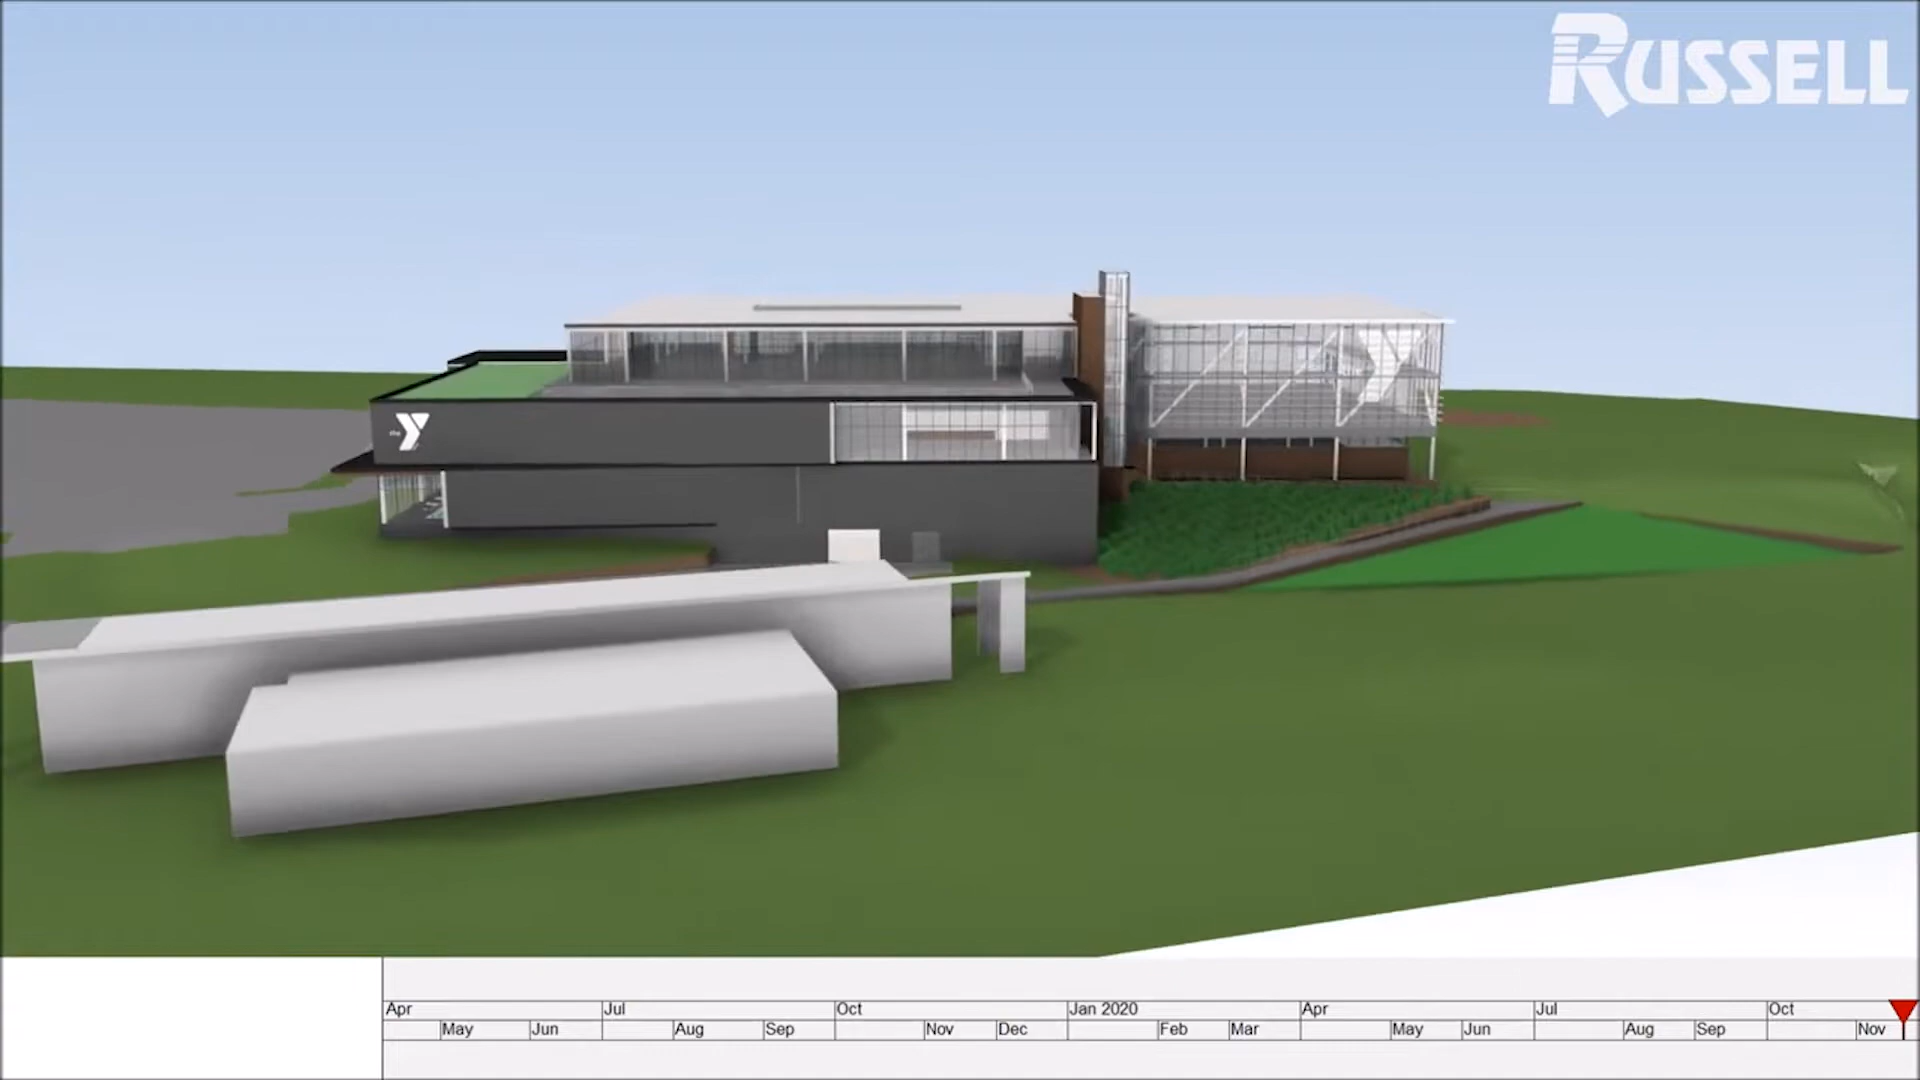 RUSSELL
the Y
Apr Jul Oct Jan 2020 Apr Jul Oct
May Jun Aug Sep Nov Dec Feb Mar May Jun Aug Sep Nov